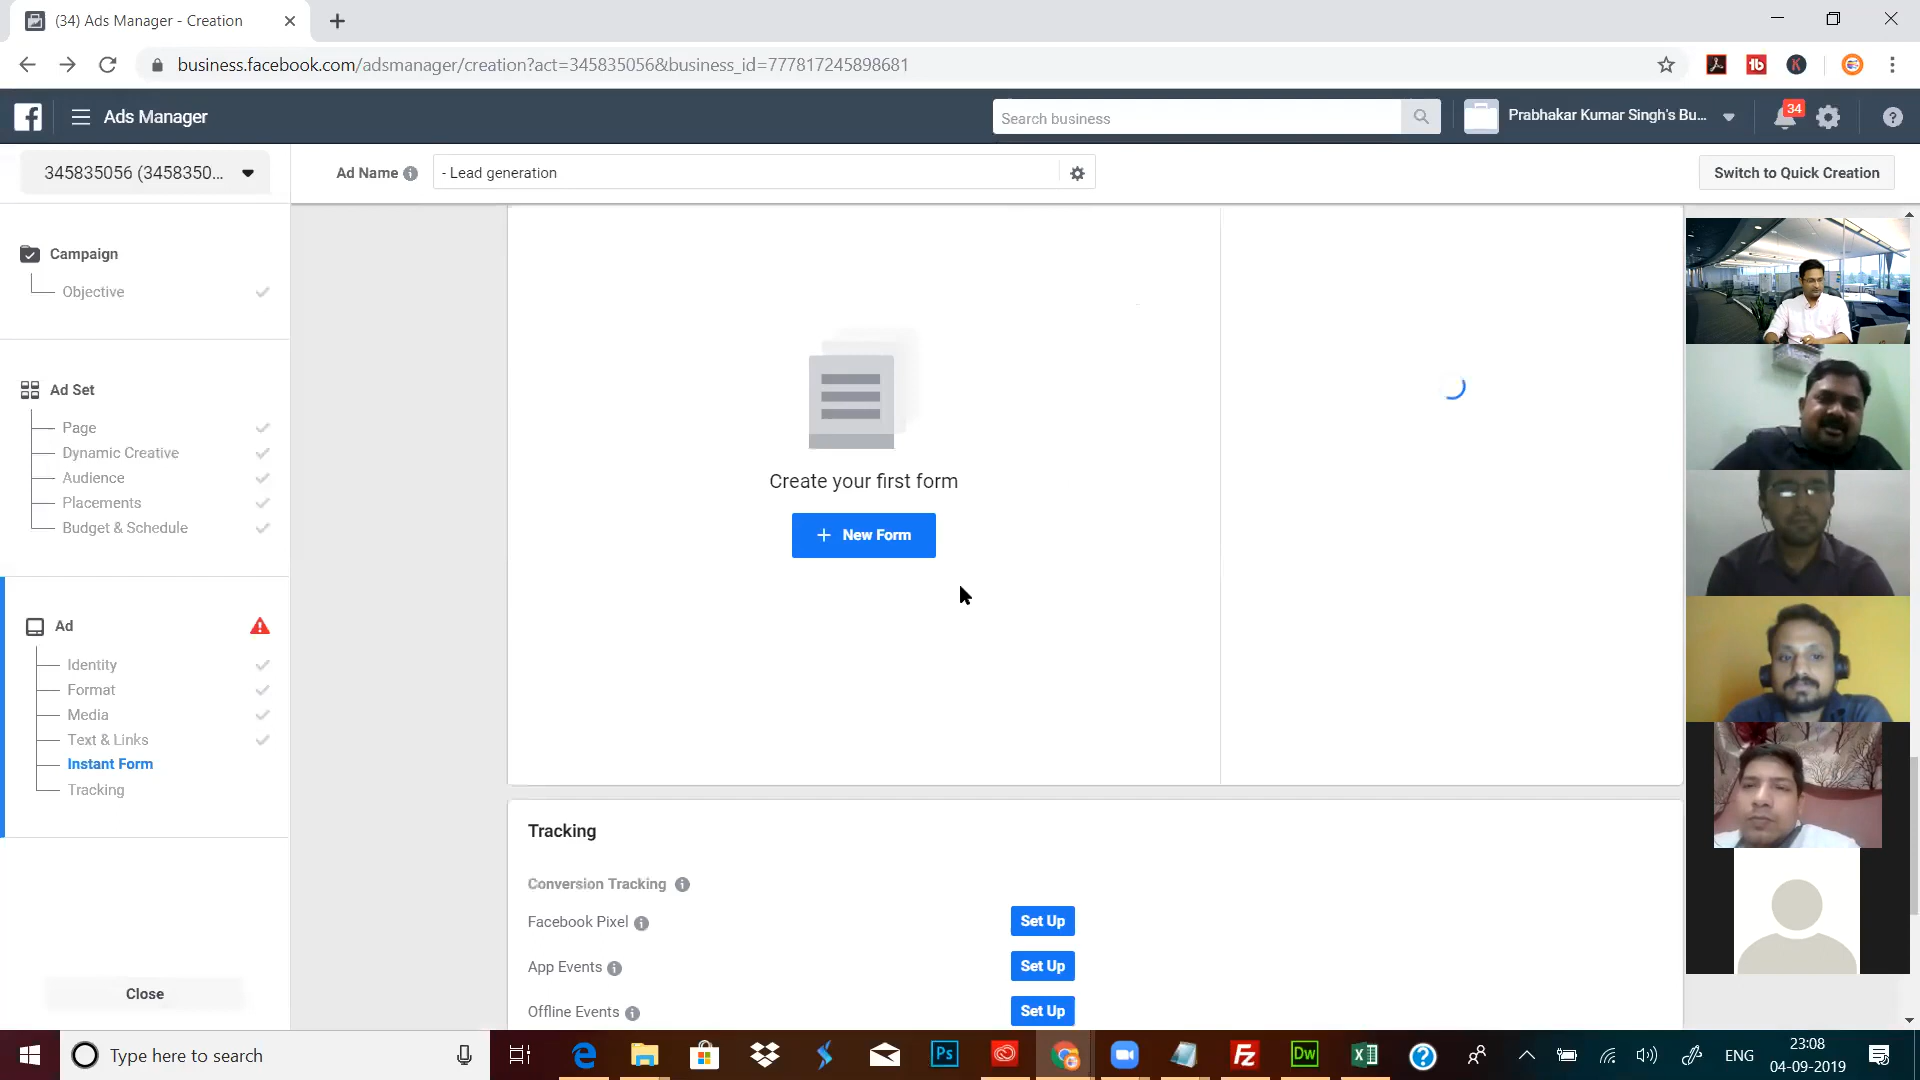 (34) Ads Manager - Creation
business.facebook.com/adsmanager/creation?act=345835056&business_id=777817245898681
Ads Manager
Search business
Prabhakar Kumar Singh's Bu...
34
345835056 (3458350...
Ad Name
- Lead generation
Switch to Quick Creation
Campaign
Objective
Ad Set
Page
Dynamic Creative
Audience
Placements
Budget & Schedule
Ad
Identity
Format
Media
Text & Links
Instant Form
Tracking
Close
Create your first form
+ New Form
Tracking
Conversion Tracking
Facebook Pixel
Set Up
App Events
Set Up
Offline Events
Set Up
Type here to search
Ps
Fz
Dw
ENG
23:08
04-09-2019